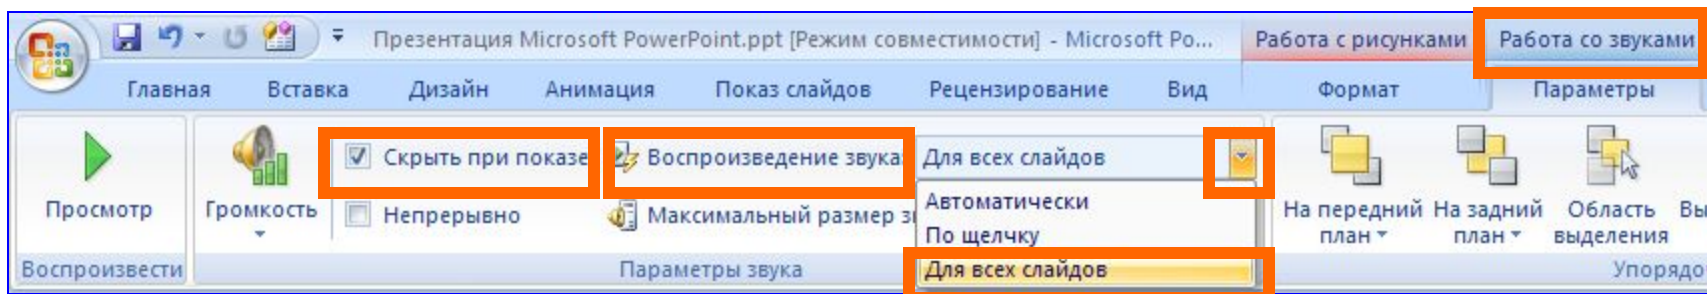 Презентация Microsoft PowerPoint.ppt [Режим совместимости] - Microsoft Po...
Работа с рисунками
Работа со звуками
Главная Вставка Дизайн Анимация Показ слайдов Рецензирование Вид Формат Параметры
Просмотр
Воспроизвести
Громкость
Скрыть при показе
Непрерывно
Воспроизведение звука
Максимальный размер
Для всех слайдов
Автоматически
По щелчку
Для всех слайдов
Параметры звука
На передний
план
На задний
план
Область
выделения
Вы
Упорядо